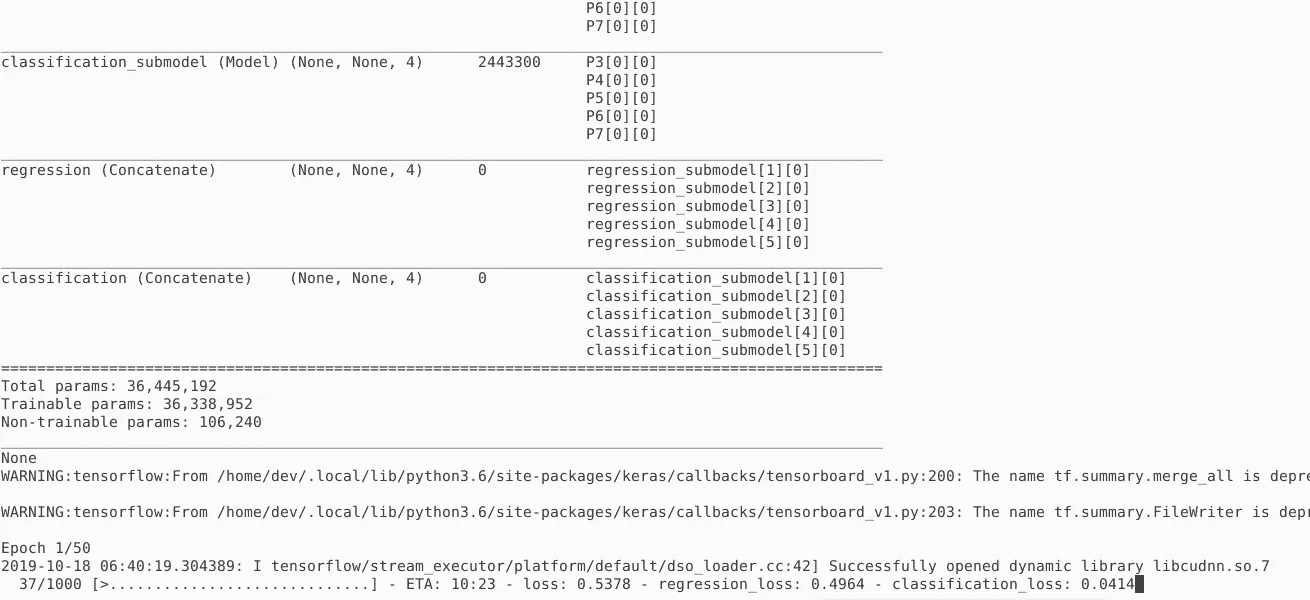 P6[0][0]
P7[0][0]
classification_submodel (Model) (None, None, 4) 2443300 P3[0][0]
P4[0][0]
P5[0][0]
P6[0][0]
P7[0][0]
regression (Concatenate) (None, None, 4) 0 regression_submodel[1][0]
regression_submodel[2][0]
regression_submodel[3][0]
regression_submodel[4][0]
regression_submodel[5][0]
classification (Concatenate) (None, None, 4) 0 classification_submodel[1][0]
classification_submodel[2][0]
classification_submodel[3][0]
classification_submodel[4][0]
classification_submodel[5][0]
==================================================================================================
Total params: 36,445,192
Trainable params: 36,338,952
Non-trainable params: 106,240
None
WARNING:tensorflow:From /home/dev/.local/lib/python3.6/site-packages/keras/callbacks/tensorboard_v1.py:200: The name tf.summary.merge_all is depre
WARNING:tensorflow:From /home/dev/.local/lib/python3.6/site-packages/keras/callbacks/tensorboard_v1.py:203: The name tf.summary.FileWriter is depr
Epoch 1/50
2019-10-18 06:40:19.304389: I tensorflow/stream_executor/platform/default/dso_loader.cc:42] Successfully opened dynamic library libcudnn.so.7
37/1000 [>.............................] - ETA: 10:23 - loss: 0.5378 - regression_loss: 0.4964 - classification_loss: 0.0414